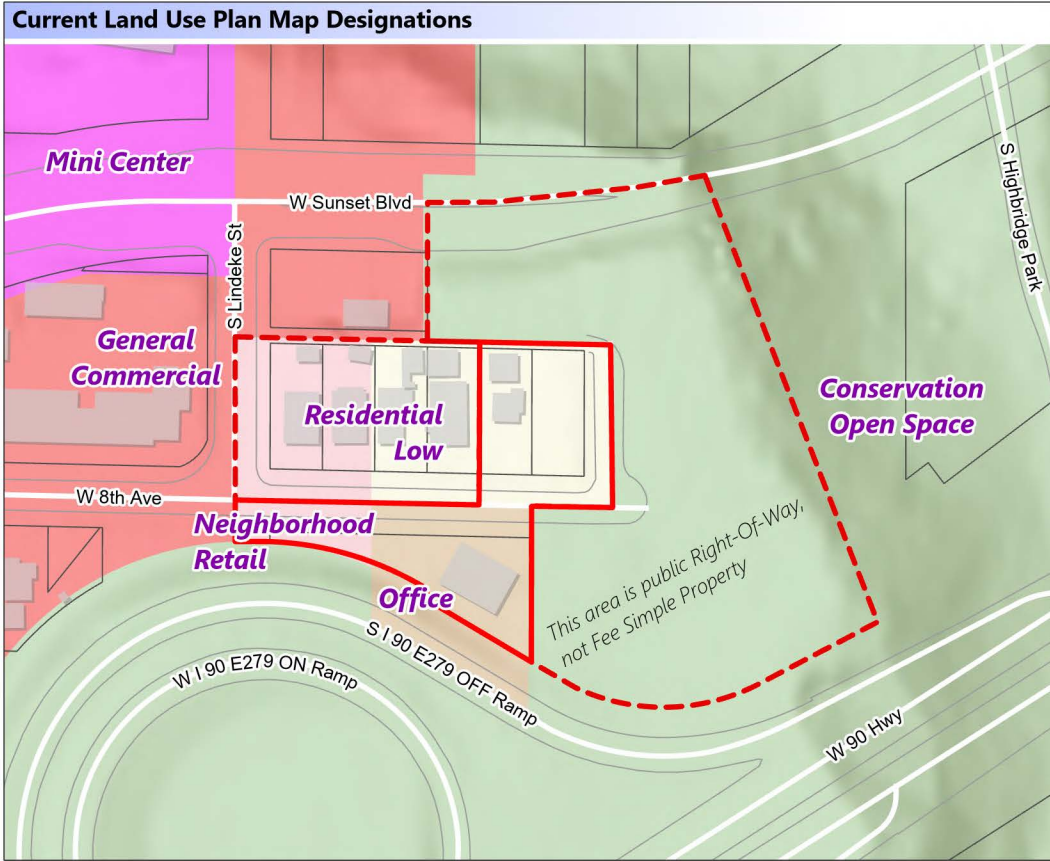 Current Land Use Plan Map Designations
Mini Center
W Sunset Blvd
S Highbridge Park
S Lindeke St
General
Commercial
Residential
Low
Conservation
Open Space
W 8th Ave
Neighborhood
Retail
Office
This area is public Right-Of-Way,
not Fee Simple Property
S I 90 E279 OFF Ramp
W I 90 E279 ON Ramp
W 90 Hwy